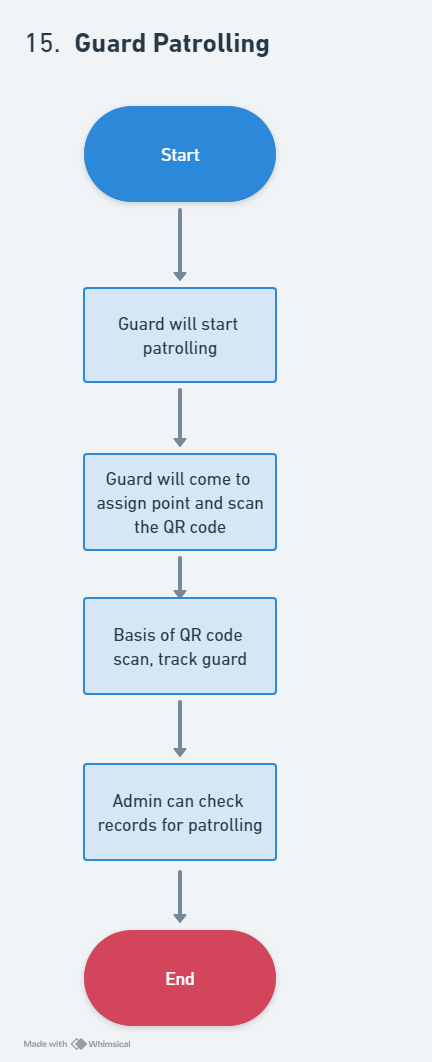 15. Guard Patrolling
Start
Guard will start
patrolling
Guard will come to
assign point and scan
the QR code
Basis of QR code
scan, track guard
Admin can check
records for patrolling
End
Made with Whimsical